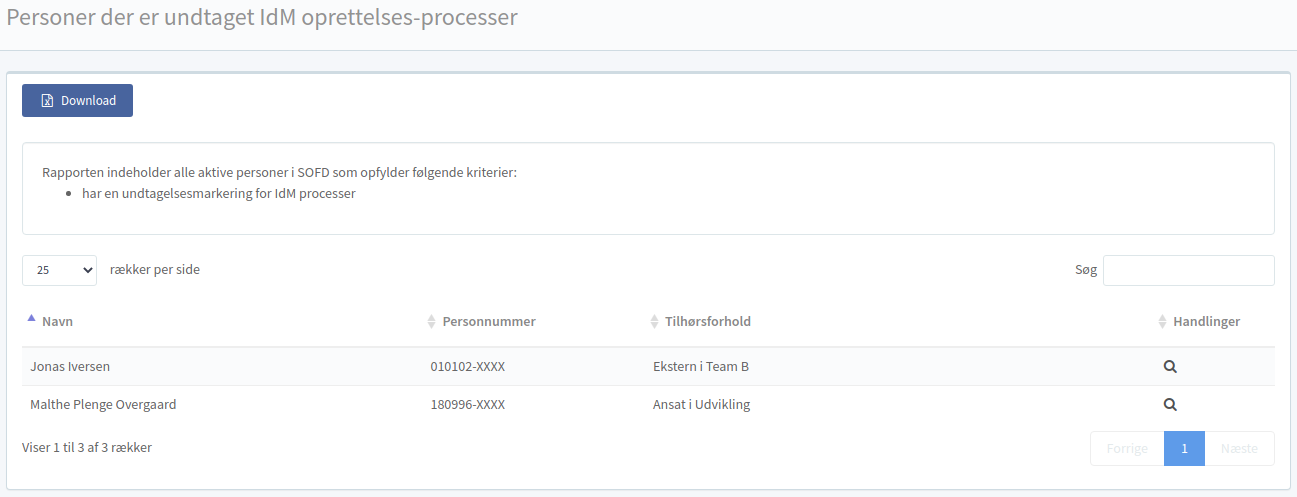 Personer der er undtaget IdM oprettelses-processer
Download
Rapporten indeholder alle aktive personer i SOFD som opfylder følgende kriterier:
• har en undtagelsesmarkering for IdM processer
25 rækker per side Søg
Navn Personnummer Tilhørsforhold Handlinger
Jonas Iversen 010102-XXXX Ekstern i Team B
Malthe Plenge Overgaard 180996-XXXX Ansat i Udvikling
Viser 1 til 3 af 3 rækker Forrige 1 Næste